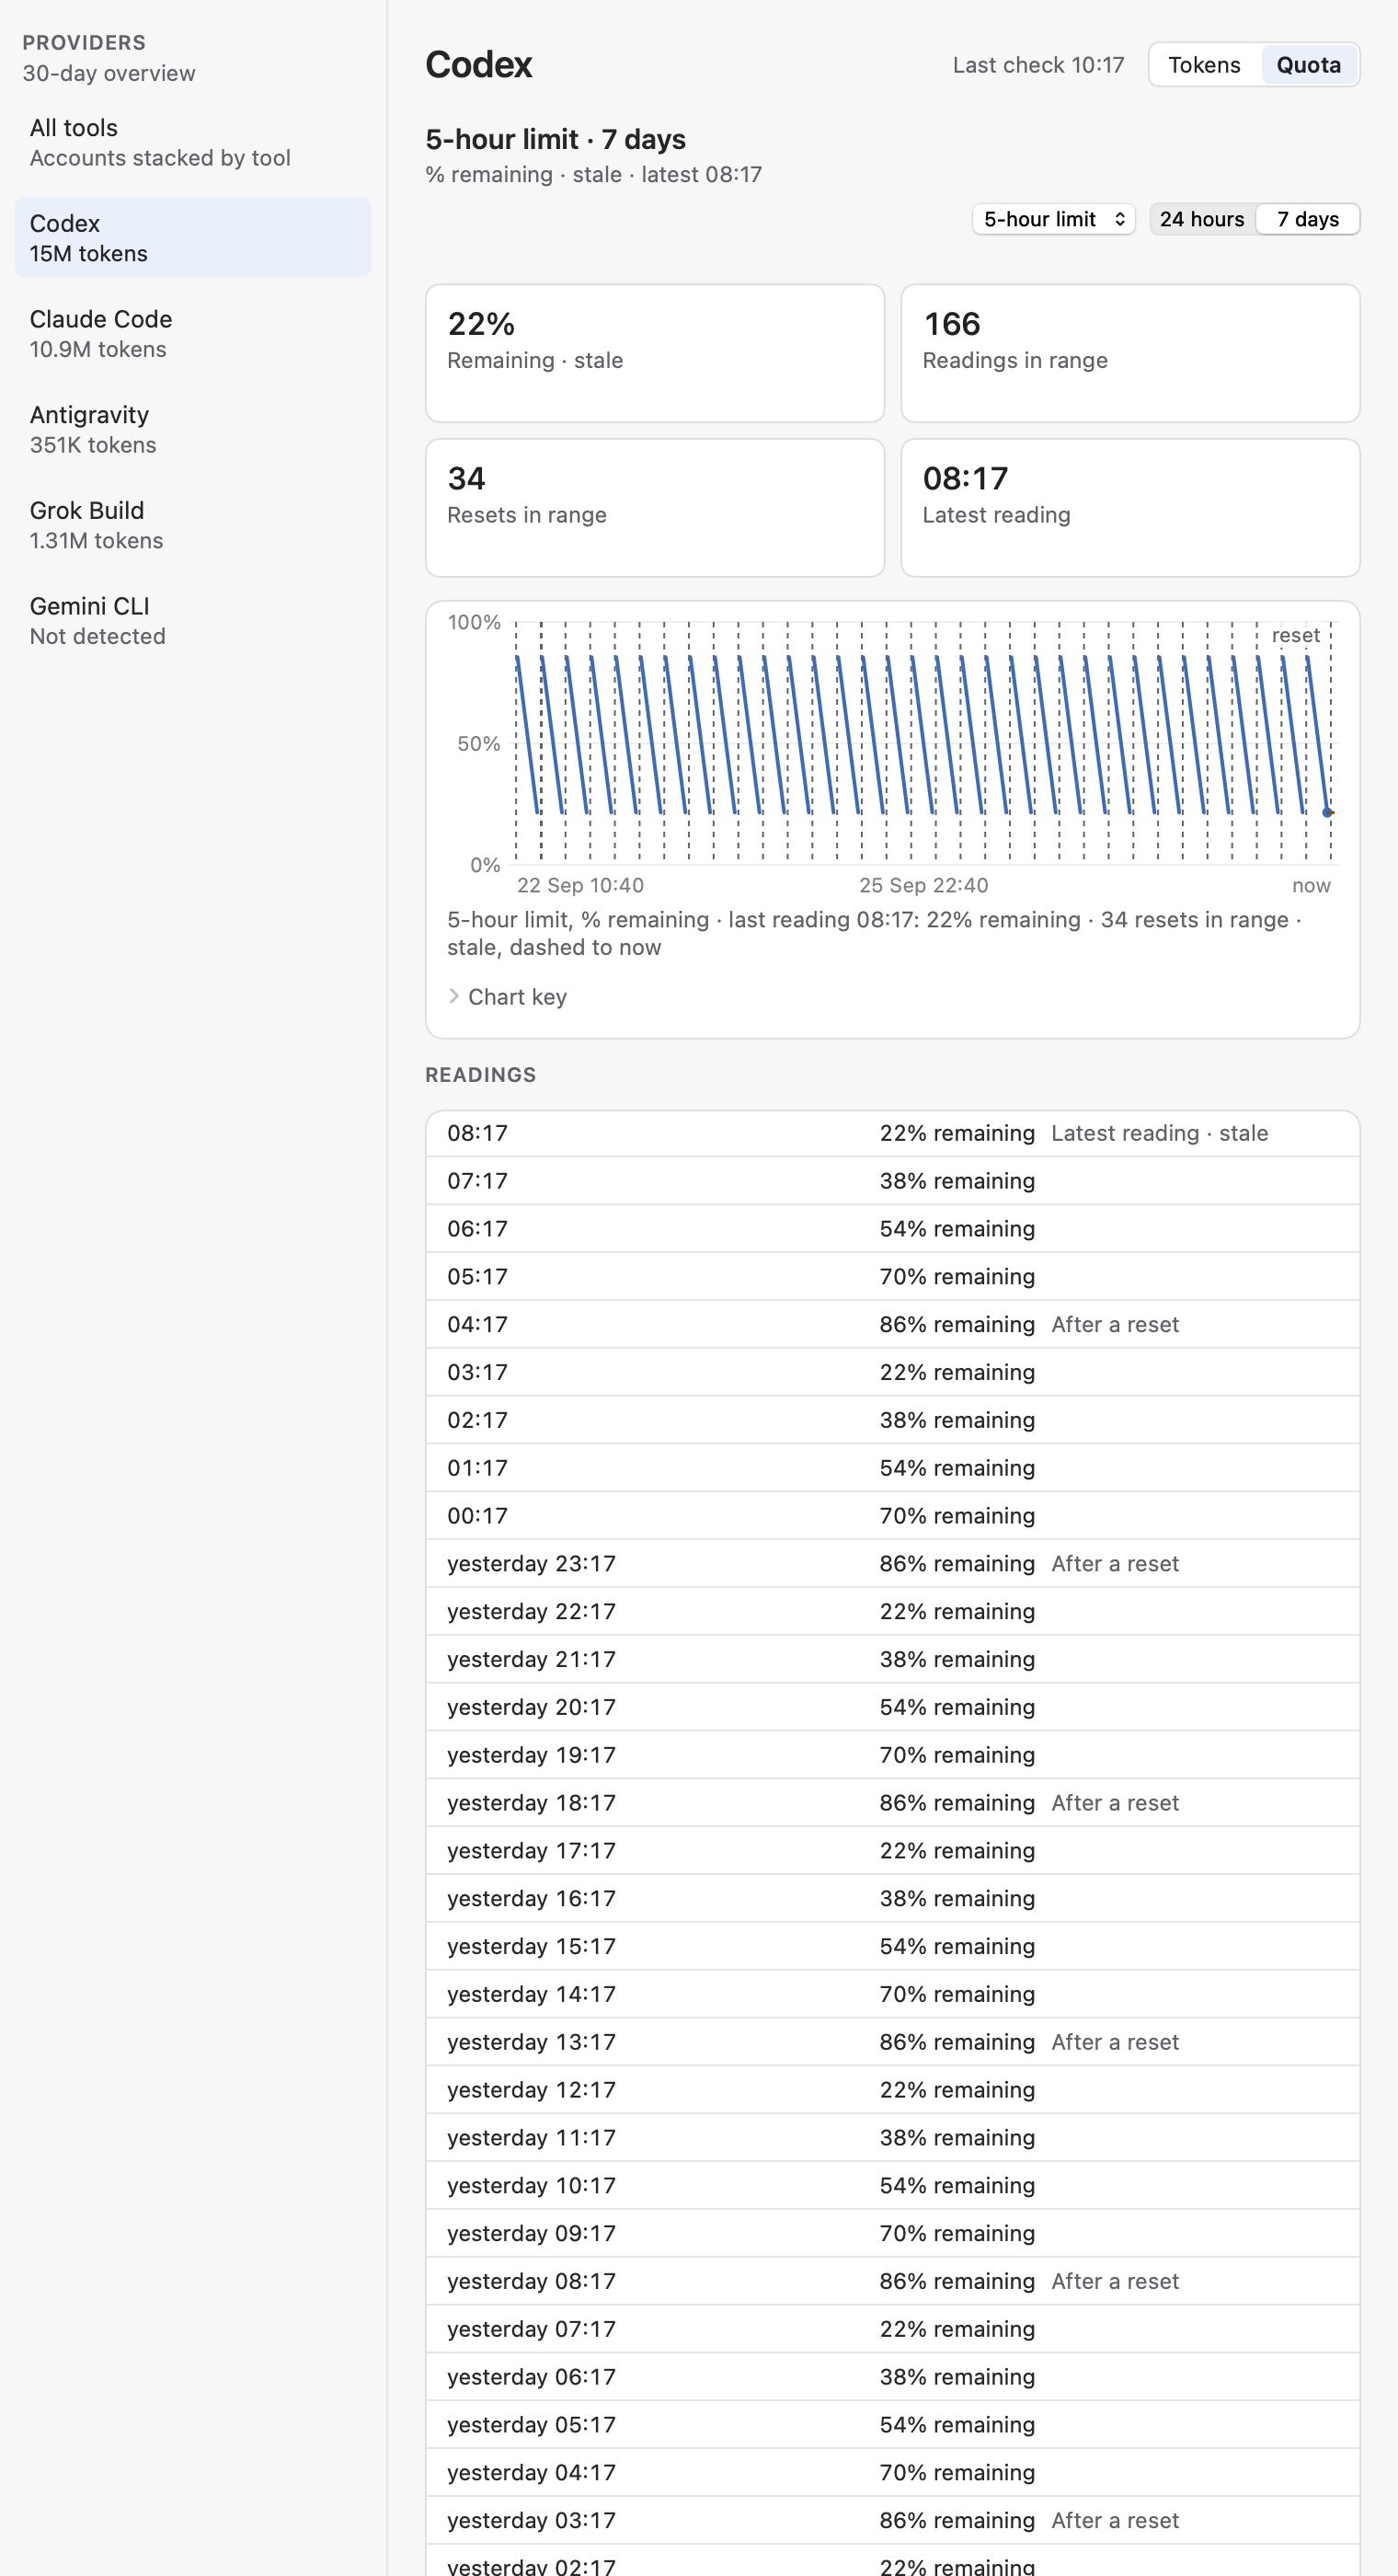 PROVIDERS
30-day overview
All tools
Accounts stacked by tool
Codex
15M tokens
Claude Code
10.9M tokens
Antigravity
351K tokens
Grok Build
1.31M tokens
Gemini CLI
Not detected
Codex
Last check 10:17
Tokens
Quota
5-hour limit · 7 days
% remaining · stale · latest 08:17
5-hour limit
24 hours
7 days
22%
Remaining · stale
166
Readings in range
34
Resets in range
08:17
Latest reading
100%
reset
50%
0%
22 Sep 10:40
25 Sep 22:40
now
5-hour limit, % remaining · last reading 08:17: 22% remaining · 34 resets in range ·
stale, dashed to now
Chart key
READINGS
08:17 22% remaining Latest reading · stale
07:17 38% remaining
06:17 54% remaining
05:17 70% remaining
04:17 86% remaining After a reset
03:17 22% remaining
02:17 38% remaining
01:17 54% remaining
00:17 70% remaining
yesterday 23:17 86% remaining After a reset
yesterday 22:17 22% remaining
yesterday 21:17 38% remaining
yesterday 20:17 54% remaining
yesterday 19:17 70% remaining
yesterday 18:17 86% remaining After a reset
yesterday 17:17 22% remaining
yesterday 16:17 38% remaining
yesterday 15:17 54% remaining
yesterday 14:17 70% remaining
yesterday 13:17 86% remaining After a reset
yesterday 12:17 22% remaining
yesterday 11:17 38% remaining
yesterday 10:17 54% remaining
yesterday 09:17 70% remaining
yesterday 08:17 86% remaining After a reset
yesterday 07:17 22% remaining
yesterday 06:17 38% remaining
yesterday 05:17 54% remaining
yesterday 04:17 70% remaining
yesterday 03:17 86% remaining After a reset
yesterday 02:17 22% remaining